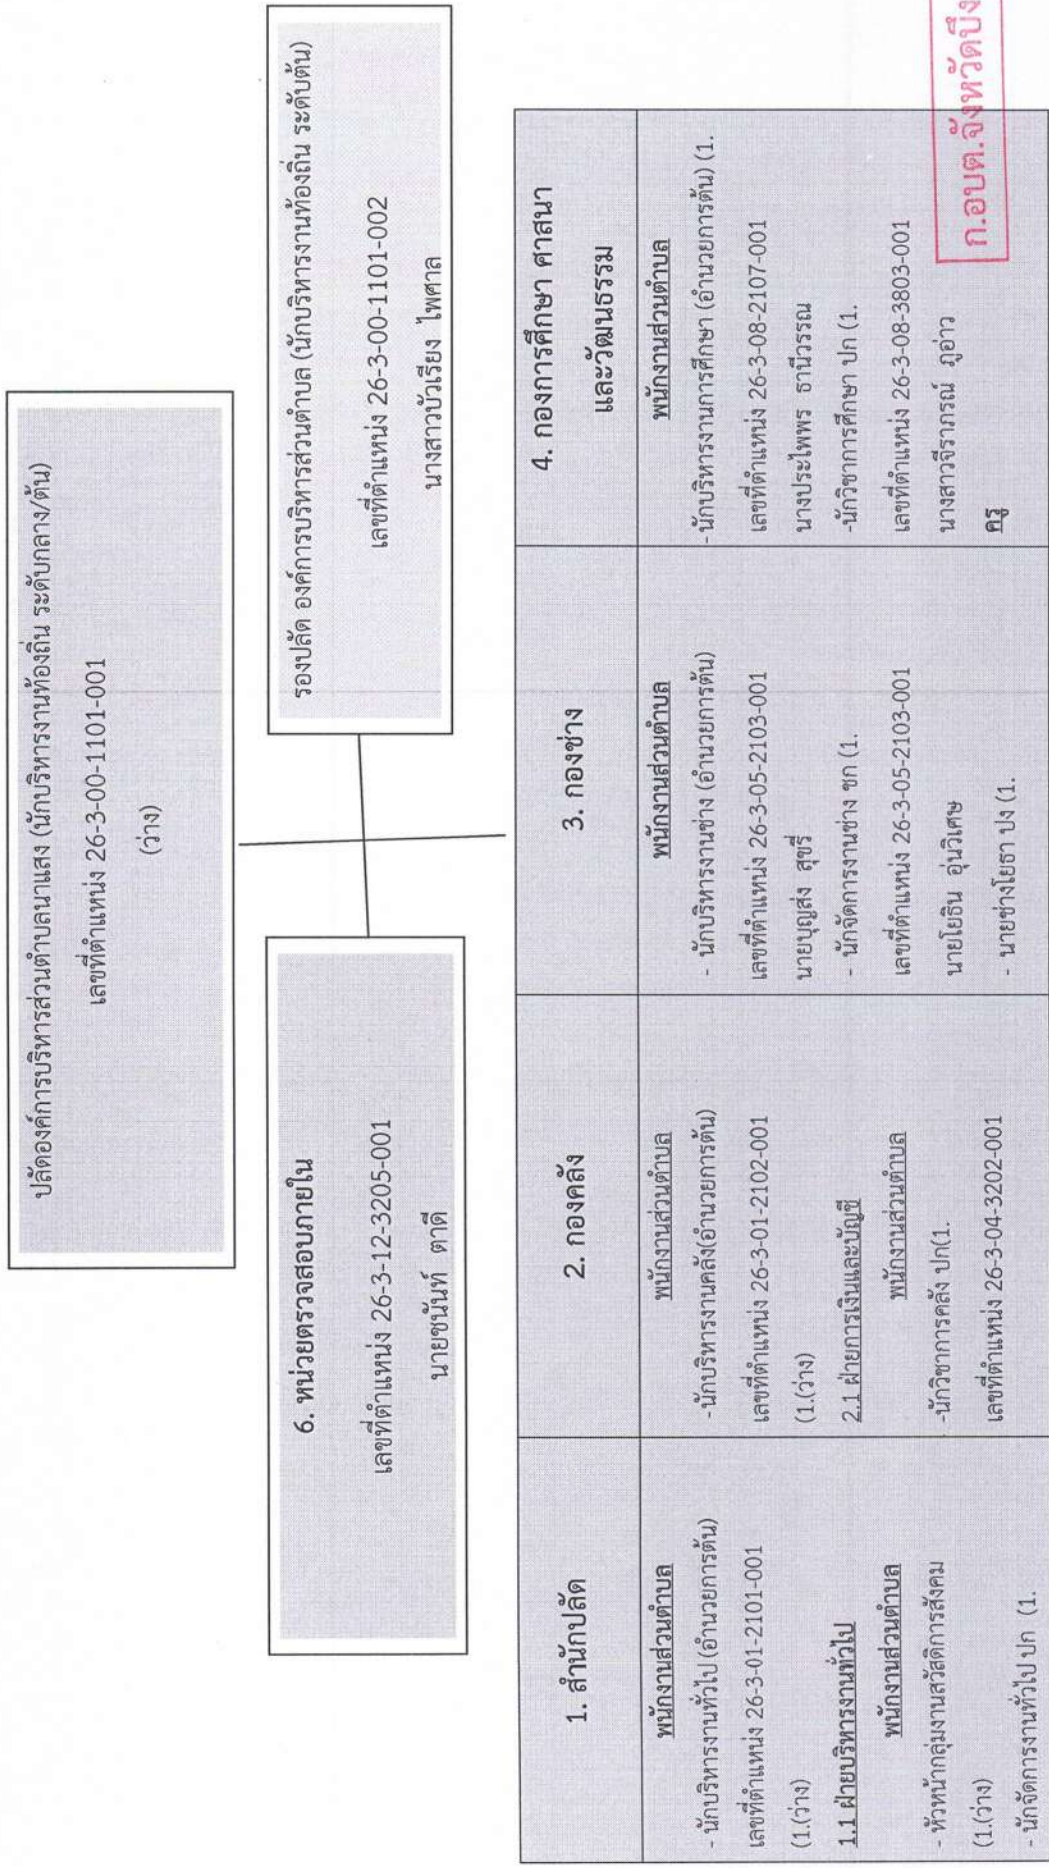 ปลัดองค์การบริหารส่วนตำบลนาแสง (นักบริหารงานท้องถิ่น ระดับกลาง/ต้น)
เลขที่ตำแหน่ง 26-3-00-1101-001
(ว่าง)
6. หน่วยตรวจสอบภายใน
เลขที่ตำแหน่ง 26-3-12-3205-001
นายชนันท์ ตาดี
รองปลัด องค์การบริหารส่วนตำบล (นักบริหารงานท้องถิ่น ระดับต้น)
เลขที่ตำแหน่ง 26-3-00-1101-002
นางสาวบัวเรียง ไพศาล
1. สำนักปลัด
พนักงานส่วนตำบล
- นักบริหารงานทั่วไป (อำนวยการต้น)
เลขที่ตำแหน่ง 26-3-01-2101-001
(1.(ว่าง)
1.1 ฝ่ายบริหารงานทั่วไป
พนักงานส่วนตำบล
- หัวหน้ากลุ่มงานสวัสดิการสังคม
(1.(ว่าง)
- นักจัดการงานทั่วไป ปก (1.
2. กองคลัง
พนักงานส่วนตำบล
-นักบริหารงานคลัง(อำนวยการต้น)
เลขที่ตำแหน่ง 26-3-01-2102-001
(1.(ว่าง)
2.1 ฝ่ายการเงินและบัญชี
พนักงานส่วนตำบล
-นักวิชาการคลัง ปก(1.
เลขที่ตำแหน่ง 26-3-04-3202-001
3. กองช่าง
พนักงานส่วนตำบล
- นักบริหารงานช่าง (อำนวยการต้น)
เลขที่ตำแหน่ง 26-3-05-2103-001
นายบุญส่ง สุขรี
- นักจัดการงานช่าง ชก (1.
เลขที่ตำแหน่ง 26-3-05-2103-001
นายโยธิน อุ่นวิเศษ
- นายช่างโยธา ปง (1.
4. กองการศึกษา ศาสนา
และวัฒนธรรม
พนักงานส่วนตำบล
-นักบริหารงานการศึกษา (อำนวยการต้น) (1.
เลขที่ตำแหน่ง 26-3-08-2107-001
นางประไพพร ธานีวรรณ
-นักวิชาการศึกษา ปก (1.
เลขที่ตำแหน่ง 26-3-08-3803-001
นางสาวจีราภรณ์ ภูอ่าว
ครู
ก.อบต.จังหวัดบึง